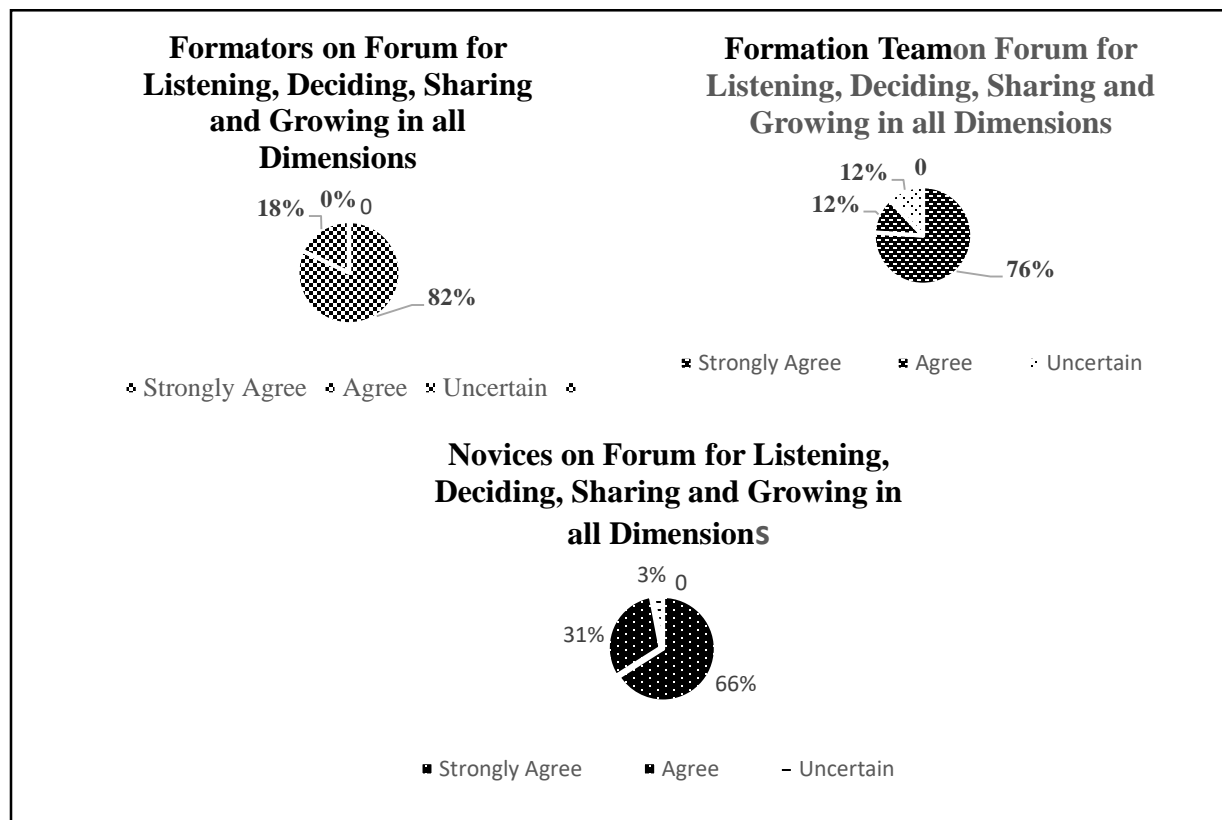 Formators on Forum for
Listening, Deciding, Sharing
and Growing in all
Dimensions
18%
0%
0
82%
Strongly Agree
Agree
Uncertain
Formation Teamon Forum for
Listening, Deciding, Sharing and
Growing in all Dimensions
12%
0
12%
76%
Strongly Agree
Agree
Uncertain
Novices on Forum for Listening,
Deciding, Sharing and Growing in
all Dimensions
3%
0
31%
66%
Strongly Agree
Agree
Uncertain